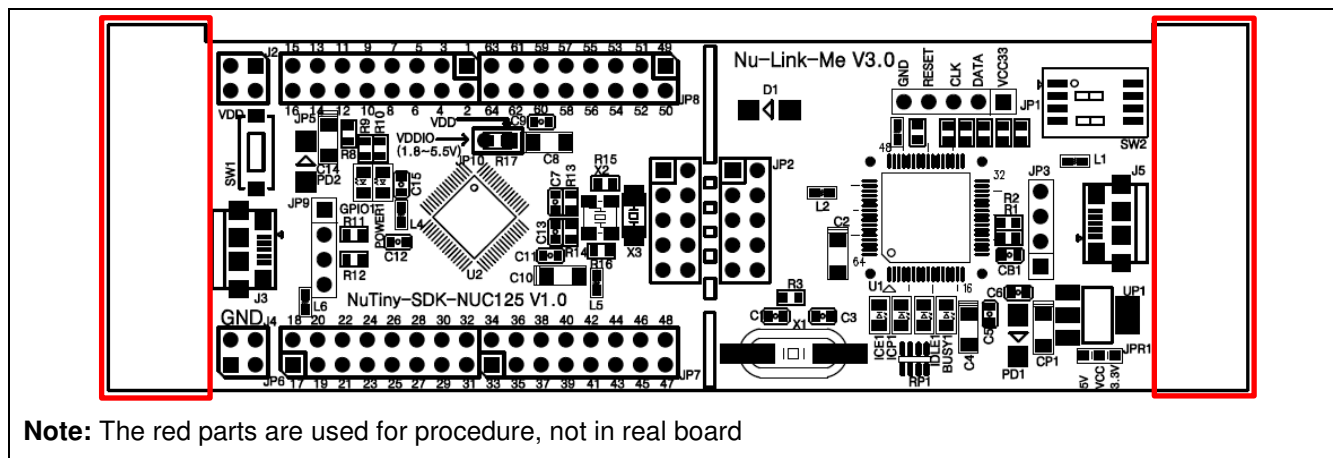 15 13 11 9 7 5 3 1 63 61 59 57 55 53 51 49
J2
16 14 12 10 8 6 4 2 64 62 60 58 56 54 52 50
JP8
VDD
JP5
SW1
C14
PD2
R8
R9
R10
VDD
VDDIO
(1.8~5.5V)
JP10
R17
C9
C8
Nu-Link-Me V3.0
D1
GND
RESET
CLK
DATA
VCC33
JP1
SW2
48
32
64
16
L1
J5
JP3
R2
R1
CB1
L2
C2
U1
JP2
R15
X2
R13
C7
C13
R14
R16
X3
C11
C10
L5
U2
C15
L4
C12
GPIO1
POWER1
JP9
R11
R12
J3
L6
NuTiny-SDK-NUC125 V1.0
GND
J4
18 20 22 24 26 28 30 32 34 36 38 40 42 44 46 48
JP6
17 19 21 23 25 27 29 31 33 35 37 39 41 43 45 47
JP7
R3
C1
X1
C3
ICE1
ICP1
IDLE1
BUSY1
RP1
C4
C5
C6
PD1
CP1
UP1
JPR1
5V
VCC
3.3V
Note: The red parts are used for procedure, not in real board